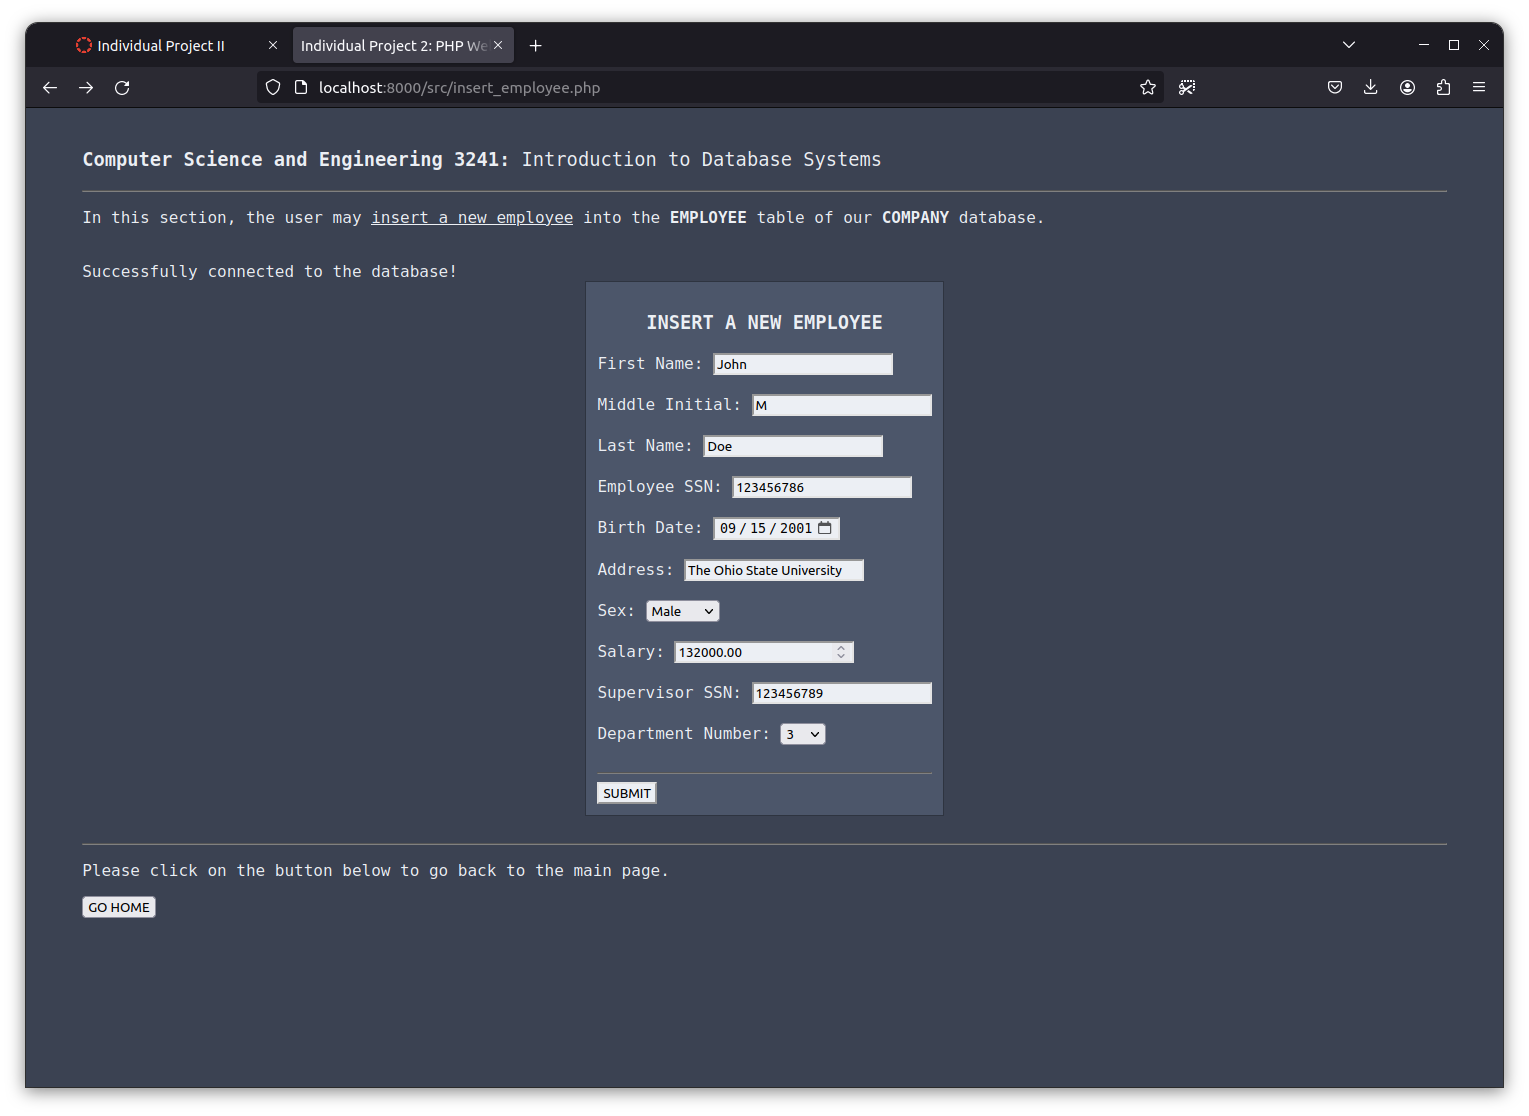 Individual Project II
Individual Project 2: PHP We
localhost:8000/src/insert_employee.php
Computer Science and Engineering 3241: Introduction to Database Systems
In this section, the user may insert a new employee into the EMPLOYEE table of our COMPANY database.
Successfully connected to the database!
INSERT A NEW EMPLOYEE
First Name: John
Middle Initial: M
Last Name: Doe
Employee SSN: 123456786
Birth Date: 09/15/2001
Address: The Ohio State University
Sex: Male
Salary: 132000.00
Supervisor SSN: 123456789
Department Number: 3
SUBMIT
Please click on the button below to go back to the main page.
GO HOME